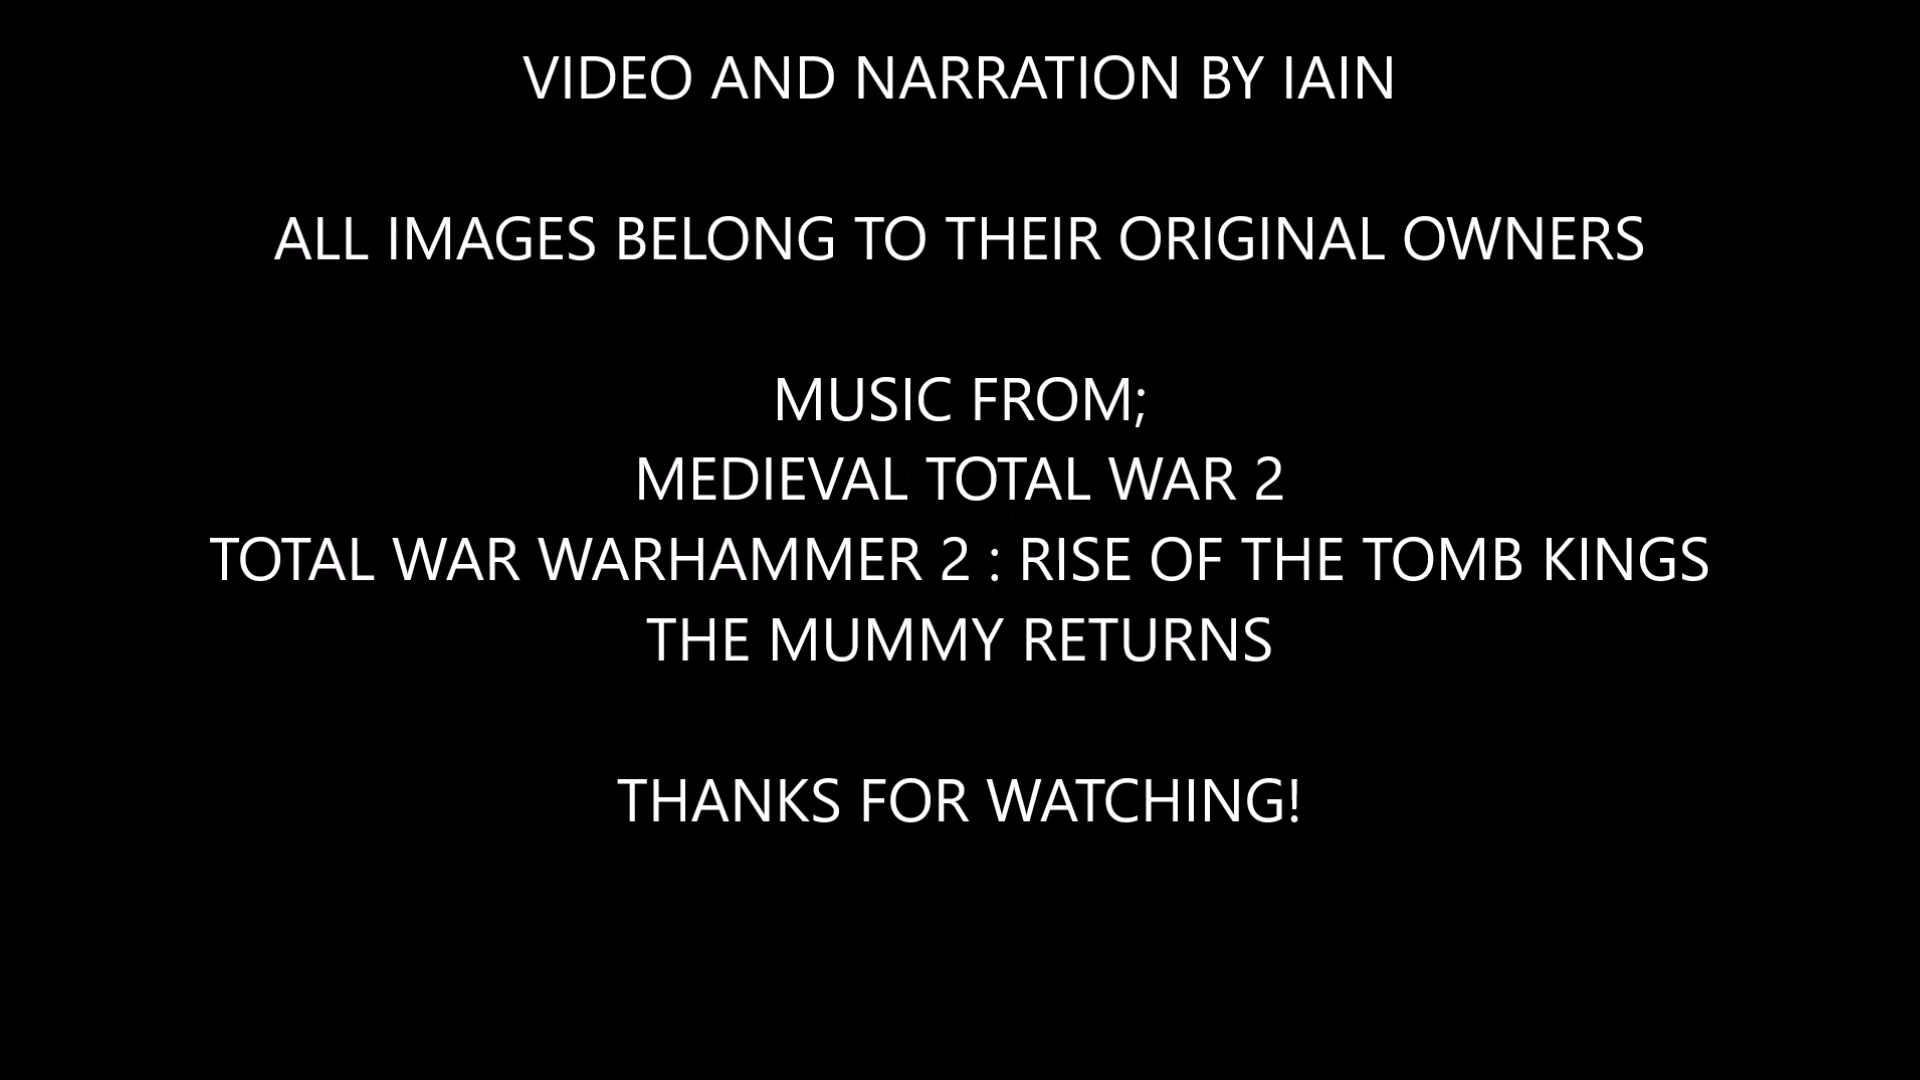 VIDEO AND NARRATION BY IAIN
ALL IMAGES BELONG TO THEIR ORIGINAL OWNERS
MUSIC FROM;
MEDIEVAL TOTAL WAR 2
TOTAL WAR WARHAMMER 2 : RISE OF THE TOMB KINGS
THE MUMMY RETURNS
THANKS FOR WATCHING!